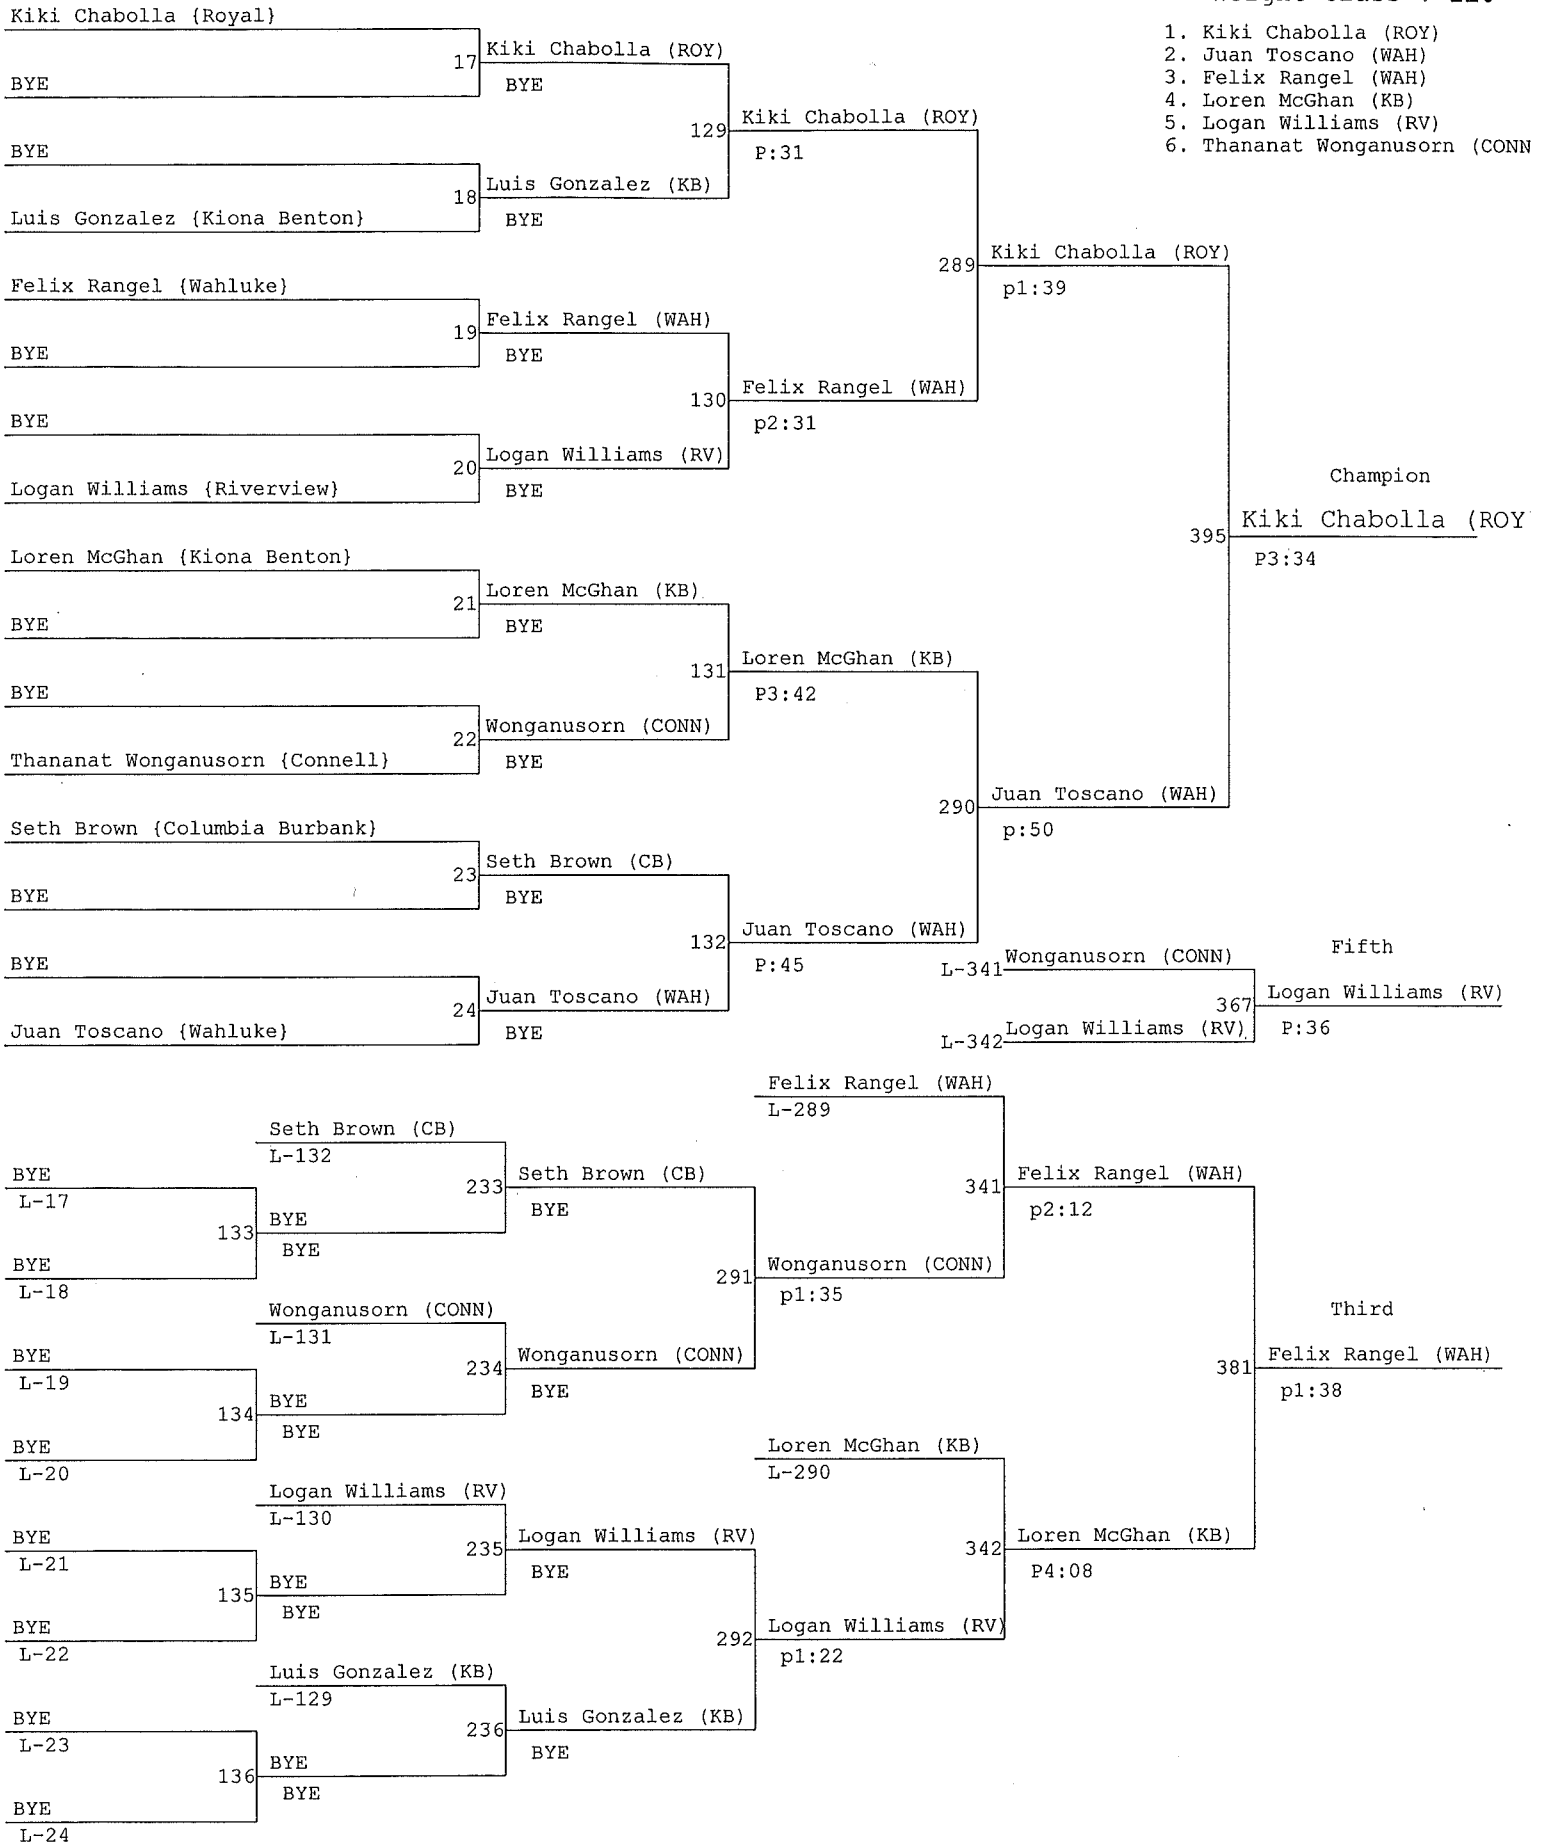 Kiki Chabolla {Royal}
17
Kiki Chabolla (ROY)
BYE
BYE
129
Kiki Chabolla (ROY)
P:31
BYE
18
Luis Gonzalez (KB)
BYE
Luis Gonzalez {Kiona Benton}
289
Kiki Chabolla (ROY)
p1:39
Felix Rangel {Wahluke}
19
Felix Rangel (WAH)
BYE
BYE
130
Felix Rangel (WAH)
p2:31
BYE
20
Logan Williams (RV)
BYE
Logan Williams {Riverview}
1. Kiki Chabolla (ROY)
2. Juan Toscano (WAH)
3. Felix Rangel (WAH)
4. Loren McGhan (KB)
5. Logan Williams (RV)
6. Thananat Wonganusorn (CONN
Champion
395
Kiki Chabolla (ROY
P3:34
Loren McGhan {Kiona Benton}
21
Loren McGhan (KB)
BYE
BYE
131
Loren McGhan (KB)
P3:42
BYE
22
Wonganusorn (CONN)
BYE
Thananat Wonganusorn {Connell}
290
Juan Toscano (WAH)
p:50
Seth Brown {Columbia Burbank}
23
Seth Brown (CB)
BYE
BYE
132
Juan Toscano (WAH)
P:45
BYE
24
Juan Toscano (WAH)
BYE
Juan Toscano {Wahluke}
Fifth
L-341
Wonganusorn (CONN)
367
Logan Williams (RV)
P:36
L-342
Logan Williams (RV)
Felix Rangel (WAH)
L-289
Seth Brown (CB)
L-132
BYE
L-17
233
Seth Brown (CB)
BYE
341
Felix Rangel (WAH)
p2:12
133
BYE
BYE
BYE
L-18
291
Wonganusorn (CONN)
p1:35
Wonganusorn (CONN)
L-131
Third
BYE
L-19
234
Wonganusorn (CONN)
BYE
381
Felix Rangel (WAH)
p1:38
134
BYE
BYE
BYE
L-20
Loren McGhan (KB)
L-290
Logan Williams (RV)
L-130
BYE
L-21
235
Logan Williams (RV)
BYE
342
Loren McGhan (KB)
P4:08
135
BYE
BYE
BYE
L-22
292
Logan Williams (RV)
p1:22
Luis Gonzalez (KB)
L-129
BYE
L-23
236
Luis Gonzalez (KB)
BYE
136
BYE
BYE
BYE
L-24